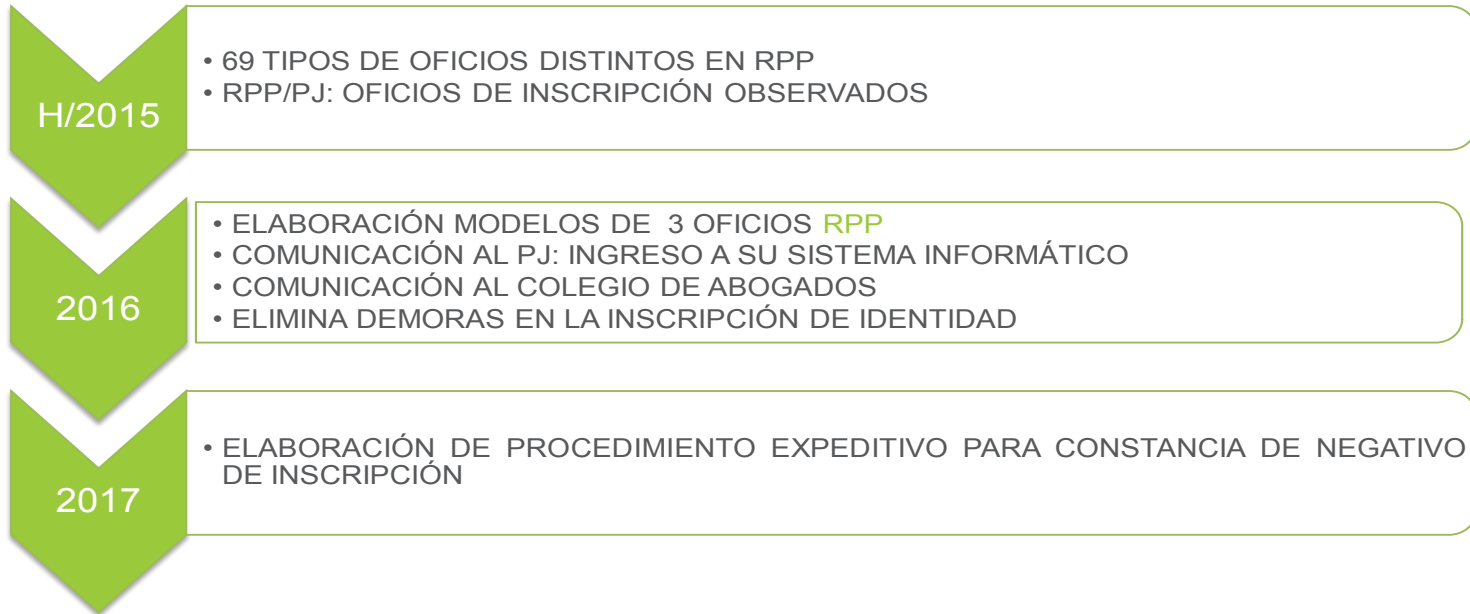 H/2015
• 69 TIPOS DE OFICIOS DISTINTOS EN RPP
• RPP/PJ: OFICIOS DE INSCRIPCIÓN OBSERVADOS
2016
• ELABORACIÓN MODELOS DE 3 OFICIOS RPP
• COMUNICACIÓN AL PJ: INGRESO A SU SISTEMA INFORMÁTICO
• COMUNICACIÓN AL COLEGIO DE ABOGADOS
• ELIMINA DEMORAS EN LA INSCRIPCIÓN DE IDENTIDAD
2017
• ELABORACIÓN DE PROCEDIMIENTO EXPEDITIVO PARA CONSTANCIA DE NEGATIVO
DE INSCRIPCIÓN